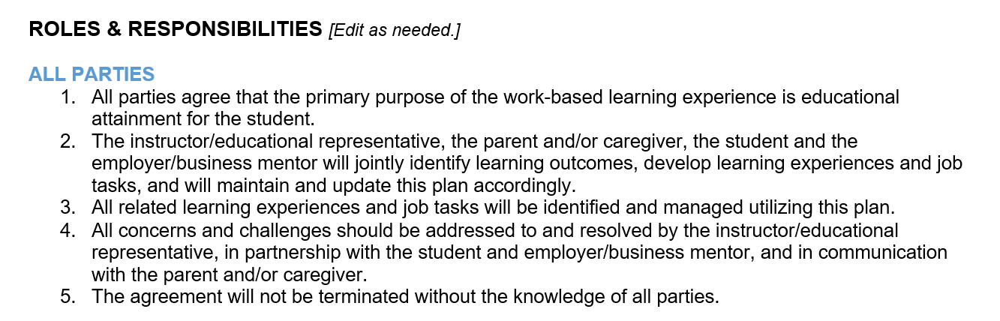 ROLES & RESPONSIBILITIES [Edit as needed.]
ALL PARTIES
1. All parties agree that the primary purpose of the work-based learning experience is educational
attainment for the student.
2. The instructor/educational representative, the parent and/or caregiver, the student and the
employer/business mentor will jointly identify learning outcomes, develop learning experiences and job
tasks, and will maintain and update this plan accordingly.
3. All related learning experiences and job tasks will be identified and managed utilizing this plan.
4. All concerns and challenges should be addressed to and resolved by the instructor/educational
representative, in partnership with the student and employer/business mentor, and in communication
with the parent and/or caregiver.
5. The agreement will not be terminated without the knowledge of all parties.